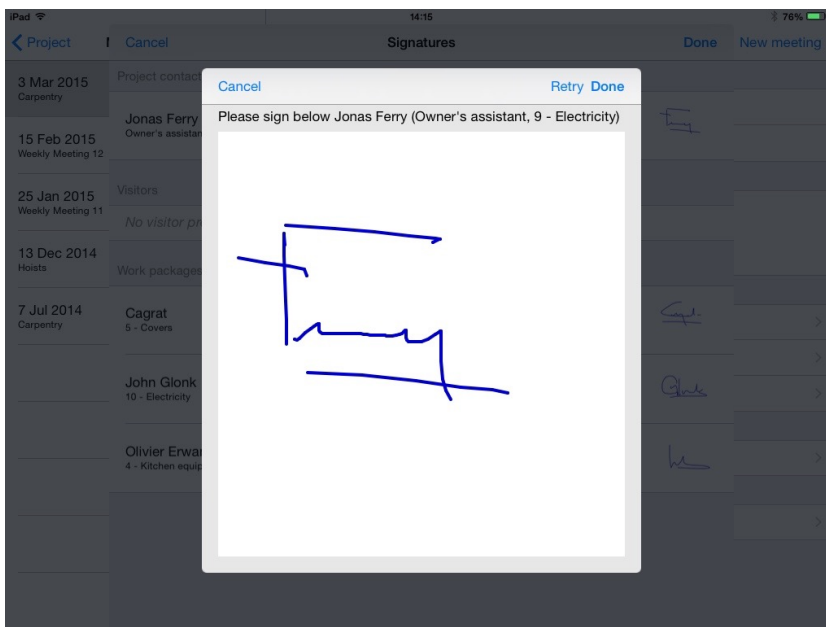 iPad 14:15 76%
Project Cancel Signatures Done New meeting
3 Mar 2015
Carpentry
15 Feb 2015
Weekly Meeting 12
25 Jan 2015
Weekly Meeting 11
13 Dec 2014
Hoists
7 Jul 2014
Carpentry
Project contact
Jonas Ferry
Owner's assistan
Visitors
No visitor pr
Work packages
Cagrat
5 - Covers
John Glonk
10 - Electricity
Olivier Erwa
4 - Kitchen equip
Cancel Retry Done
Please sign below Jonas Ferry (Owner's assistant, 9 - Electricity)